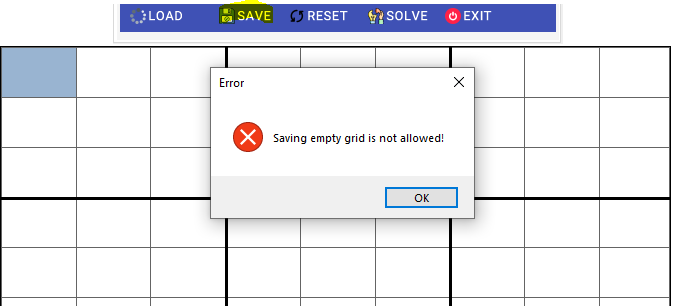 LOAD SAVE RESET SOLVE EXIT
Error
Saving empty grid is not allowed!
OK